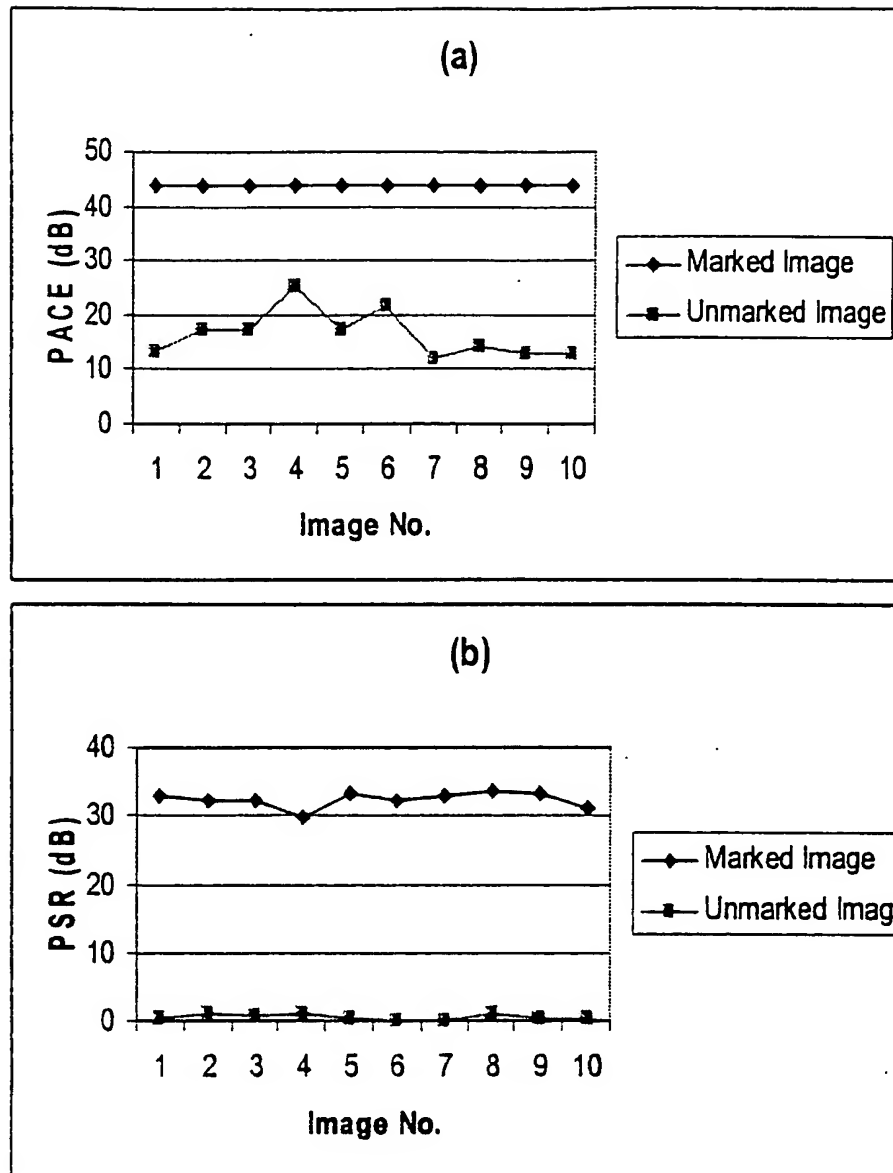 (a)
50
40
30
20
10
0
PACE (dB)
1 2 3 4 5 6 7 8 9 10
Image No.
Marked Image
Unmarked Image
(b)
40
30
20
10
0
PSR (dB)
1 2 3 4 5 6 7 8 9 10
Image No.
Marked Image
Unmarked Imag